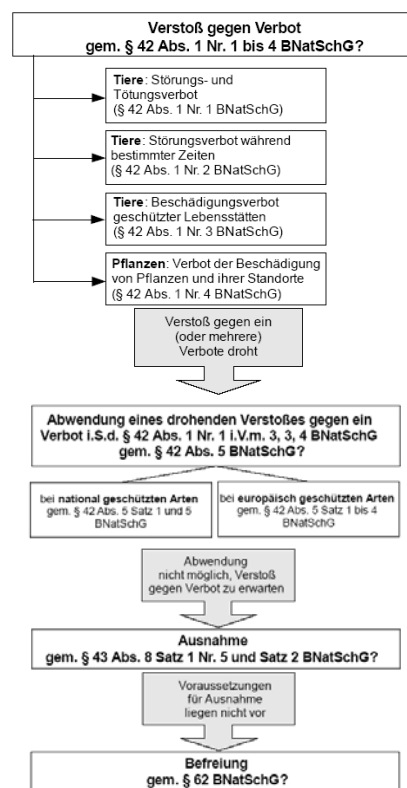 Verstoß gegen Verbot
gem. § 42 Abs. 1 Nr. 1 bis 4 BNatSchG?
Tiere: Störungs- und
Tötungsverbot
(§ 42 Abs. 1 Nr. 1 BNatSchG)
Tiere: Störungsverbot während
bestimmter Zeiten
(§ 42 Abs. 1 Nr. 2 BNatSchG)
Tiere: Beschädigungsverbot
geschützter Lebensstätten
(§ 42 Abs. 1 Nr. 3 BNatSchG)
Pflanzen: Verbot der Beschädigung
von Pflanzen und ihrer Standorte
(§ 42 Abs. 1 Nr. 4 BNatSchG)
Verstoß gegen ein
(oder mehrere)
Verbote droht
Abwendung eines drohenden Verstoßes gegen ein
Verbot i.S.d. § 42 Abs. 1 Nr. 1 i.V.m. 3, 3, 4 BNatSchG
gem. § 42 Abs. 5 BNatSchG?
bei national geschützten Arten
gem. § 42 Abs. 5 Satz 1 und 5
BNatSchG
bei europäisch geschützten Arten
gem. § 42 Abs. 5 Satz 1 bis 4
BNatSchG
Abwendung
nicht möglich, Verstoß
gegen Verbot zu erwarten
Ausnahme
gem. § 43 Abs. 8 Satz 1 Nr. 5 und Satz 2 BNatSchG?
Voraussetzungen
für Ausnahme
liegen nicht vor
Befreiung
gem. § 62 BNatSchG?